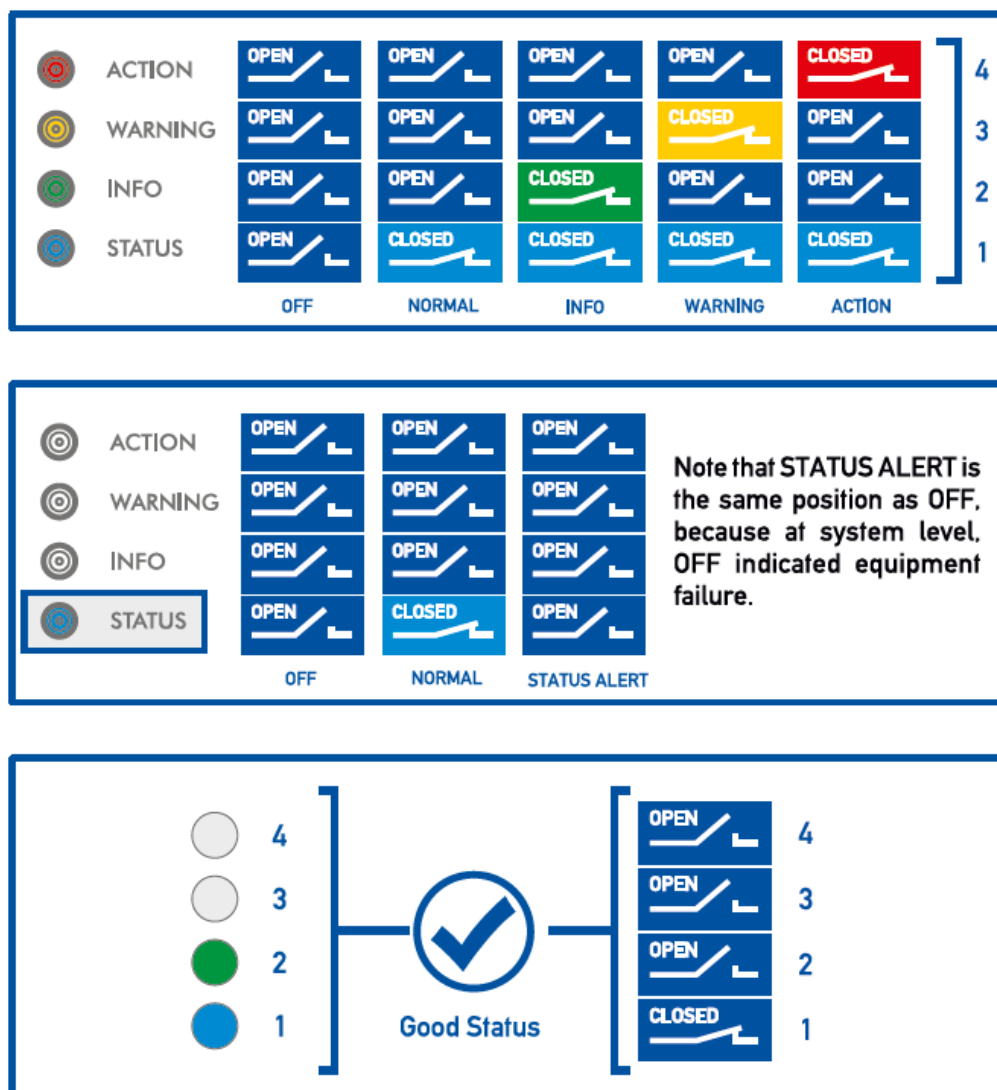 ACTION OPEN OPEN OPEN OPEN CLOSED 4
WARNING OPEN OPEN OPEN CLOSED OPEN 3
INFO OPEN OPEN CLOSED OPEN OPEN 2
STATUS OPEN CLOSED CLOSED CLOSED CLOSED 1
OFF NORMAL INFO WARNING ACTION
ACTION OPEN OPEN OPEN
WARNING OPEN OPEN OPEN
INFO OPEN OPEN OPEN
STATUS OPEN CLOSED OPEN
OFF NORMAL STATUS ALERT
Note that STATUS ALERT is
the same position as OFF,
because at system level,
OFF indicated equipment
failure.
4 OPEN 4
3 OPEN 3
2 OPEN 2
1 CLOSED 1
Good Status